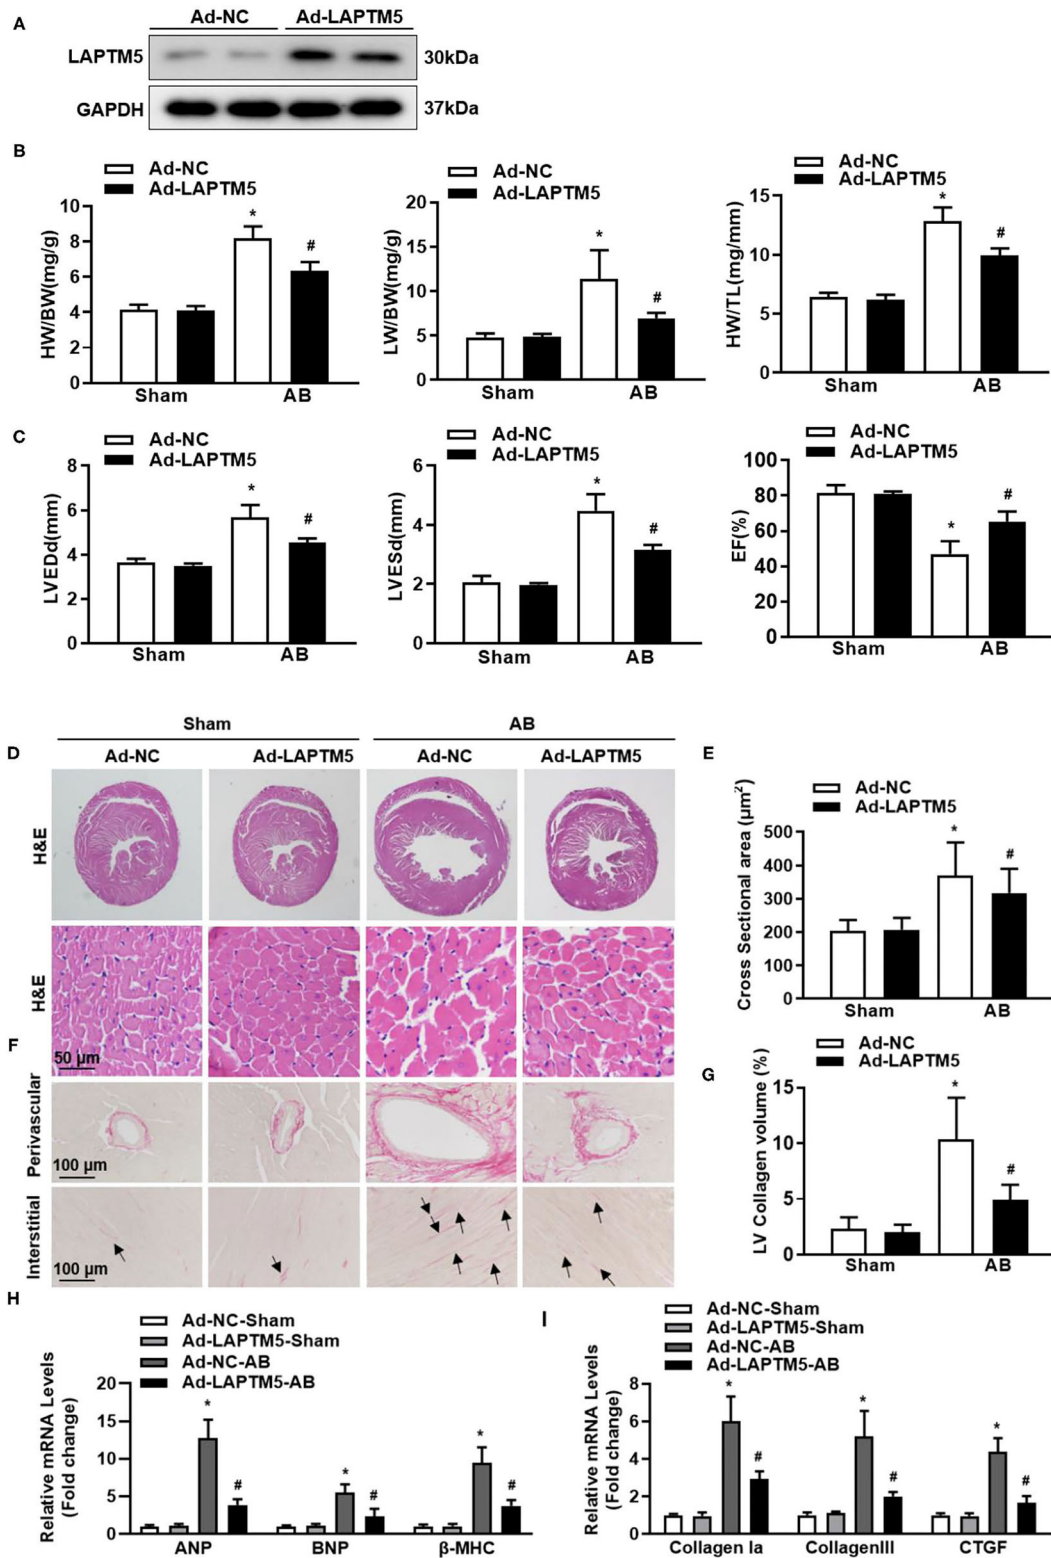 A
Ad-NC Ad-LAPTM5
LAPTM5 30kDa
GAPDH 37kDa
B
Ad-NC
Ad-LAPTM5
HW/BW(mg/g)
10
8
6
4
2
0
*
#
Sham AB
Ad-NC
Ad-LAPTM5
LW/BW(mg/g)
20
15
10
5
0
*
#
Sham AB
Ad-NC
Ad-LAPTM5
HW/TL(mg/mm)
15
10
5
0
*
#
Sham AB
C
Ad-NC
Ad-LAPTM5
LVEDd(mm)
8
6
4
2
0
*
#
Sham AB
Ad-NC
Ad-LAPTM5
LVESd(mm)
6
4
2
0
*
#
Sham AB
Ad-NC
Ad-LAPTM5
EF(%)
100
80
60
40
20
0
*
#
Sham AB
Sham AB
D
Ad-NC Ad-LAPTM5 Ad-NC Ad-LAPTM5
H&E
H&E
50 µm
E
Ad-NC
Ad-LAPTM5
Cross Sectional area (µm²)
500
400
300
200
100
0
*
#
Sham AB
F
Perivascular
100 µm
Interstitial
100 µm
G
Ad-NC
Ad-LAPTM5
LV Collagen volume (%)
15
10
5
0
*
#
Sham AB
H
Ad-NC-Sham
Ad-LAPTM5-Sham
Ad-NC-AB
Ad-LAPTM5-AB
Relative mRNA Levels
(Fold change)
20
15
10
5
0
*
#
*
#
*
#
ANP BNP β-MHC
I
Ad-NC-Sham
Ad-LAPTM5-Sham
Ad-NC-AB
Ad-LAPTM5-AB
Relative mRNA Levels
(Fold change)
8
6
4
2
0
*
#
*
#
*
#
Collagen Ia CollagenIII CTGF